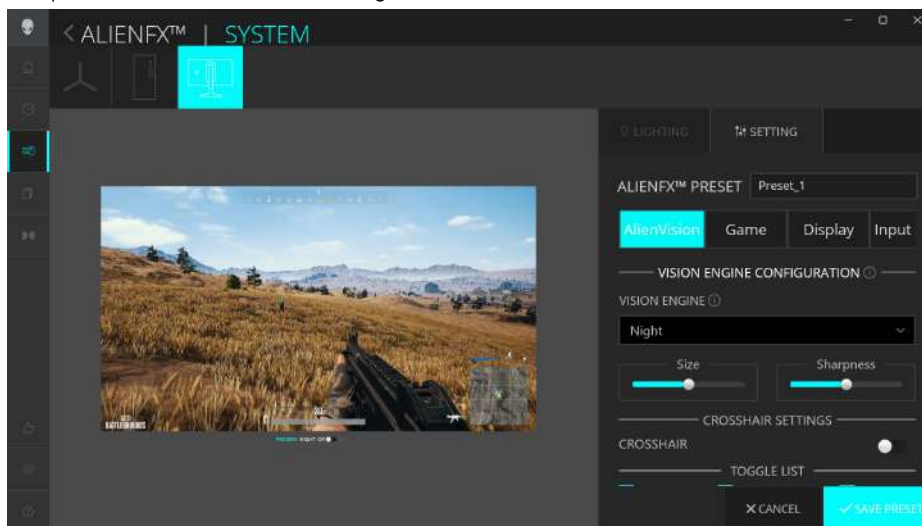 < ALIENFX™ | SYSTEM
LIGHTING
SETTING
ALIENFX™ PRESET Preset_1
AlienVision Game Display Input
VISION ENGINE CONFIGURATION
VISION ENGINE
Night
Size Sharpness
CROSSHAIR SETTINGS
CROSSHAIR
TOGGLE LIST
X CANCEL
SAVE PRESET
BATTLEGROUNDS